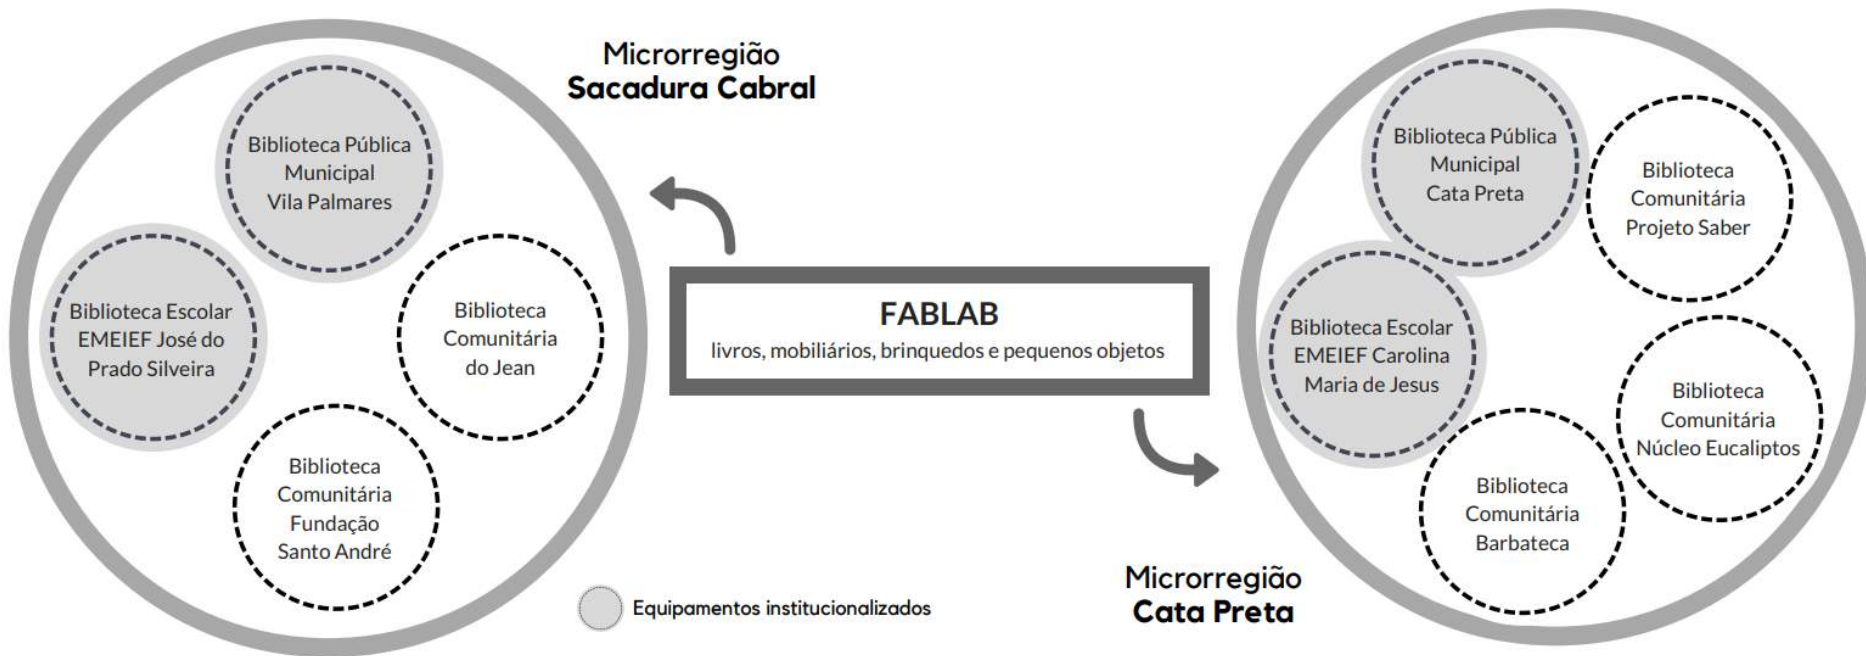 Microrregião
Sacadura Cabral
Biblioteca Pública
Municipal
Vila Palmares
Biblioteca Escolar
EMEIEF José do
Prado Silveira
Biblioteca
Comunitária
do Jean
Biblioteca
Comunitária
Fundação
Santo André
FABLAB
livros, mobiliários, brinquedos e pequenos objetos
Biblioteca Pública
Municipal
Cata Preta
Biblioteca
Comunitária
Projeto Saber
Biblioteca Escolar
EMEIEF Carolina
Maria de Jesus
Biblioteca
Comunitária
Núcleo Eucaliptos
Biblioteca
Comunitária
Barbateca
Microrregião
Cata Preta
Equipamentos institucionalizados